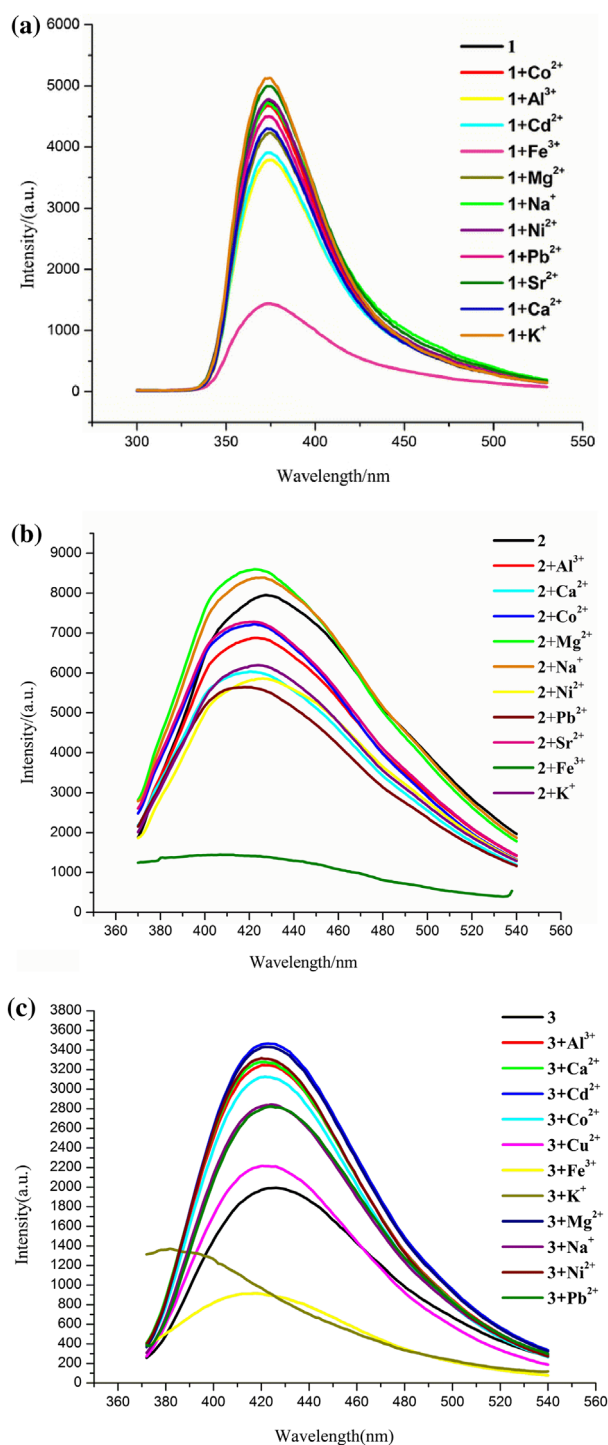 (a)
6000
5000
4000
3000
2000
1000
0
Intensity/(a.u.)
300 350 400 450 500 550
Wavelength/nm
1
1+Co²⁺
1+Al³⁺
1+Cd²⁺
1+Fe³⁺
1+Mg²⁺
1+Na⁺
1+Ni²⁺
1+Pb²⁺
1+Sr²⁺
1+Ca²⁺
1+K⁺
(b)
9000
8000
7000
6000
5000
4000
3000
2000
1000
0
Intensity/(a.u.)
360 380 400 420 440 460 480 500 520 540 560
Wavelength/nm
2
2+Al³⁺
2+Ca²⁺
2+Co²⁺
2+Mg²⁺
2+Na⁺
2+Ni²⁺
2+Pb²⁺
2+Sr²⁺
2+Fe³⁺
2+K⁺
(c)
3800
3600
3400
3200
3000
2800
2600
2400
2200
2000
1800
1600
1400
1200
1000
800
600
400
200
0
Intensity(a.u.)
360 380 400 420 440 460 480 500 520 540 560
Wavelength(nm)
3
3+Al³⁺
3+Ca²⁺
3+Cd²⁺
3+Co²⁺
3+Cu²⁺
3+Fe³⁺
3+K⁺
3+Mg²⁺
3+Na⁺
3+Ni²⁺
3+Pb²⁺